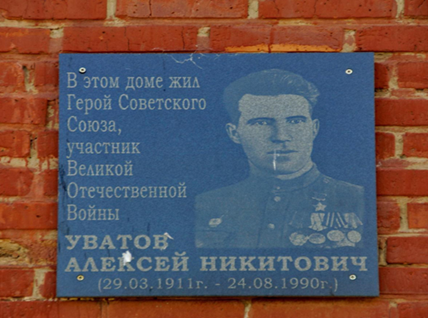 В этом доме жил
Герой Советского
Союза,
участник
Великой
Отечественной
Войны
УВАТОВ
АЛЕКСЕЙ НИКИТОВИЧ
(29.03.1911г. - 24.08.1990г.)